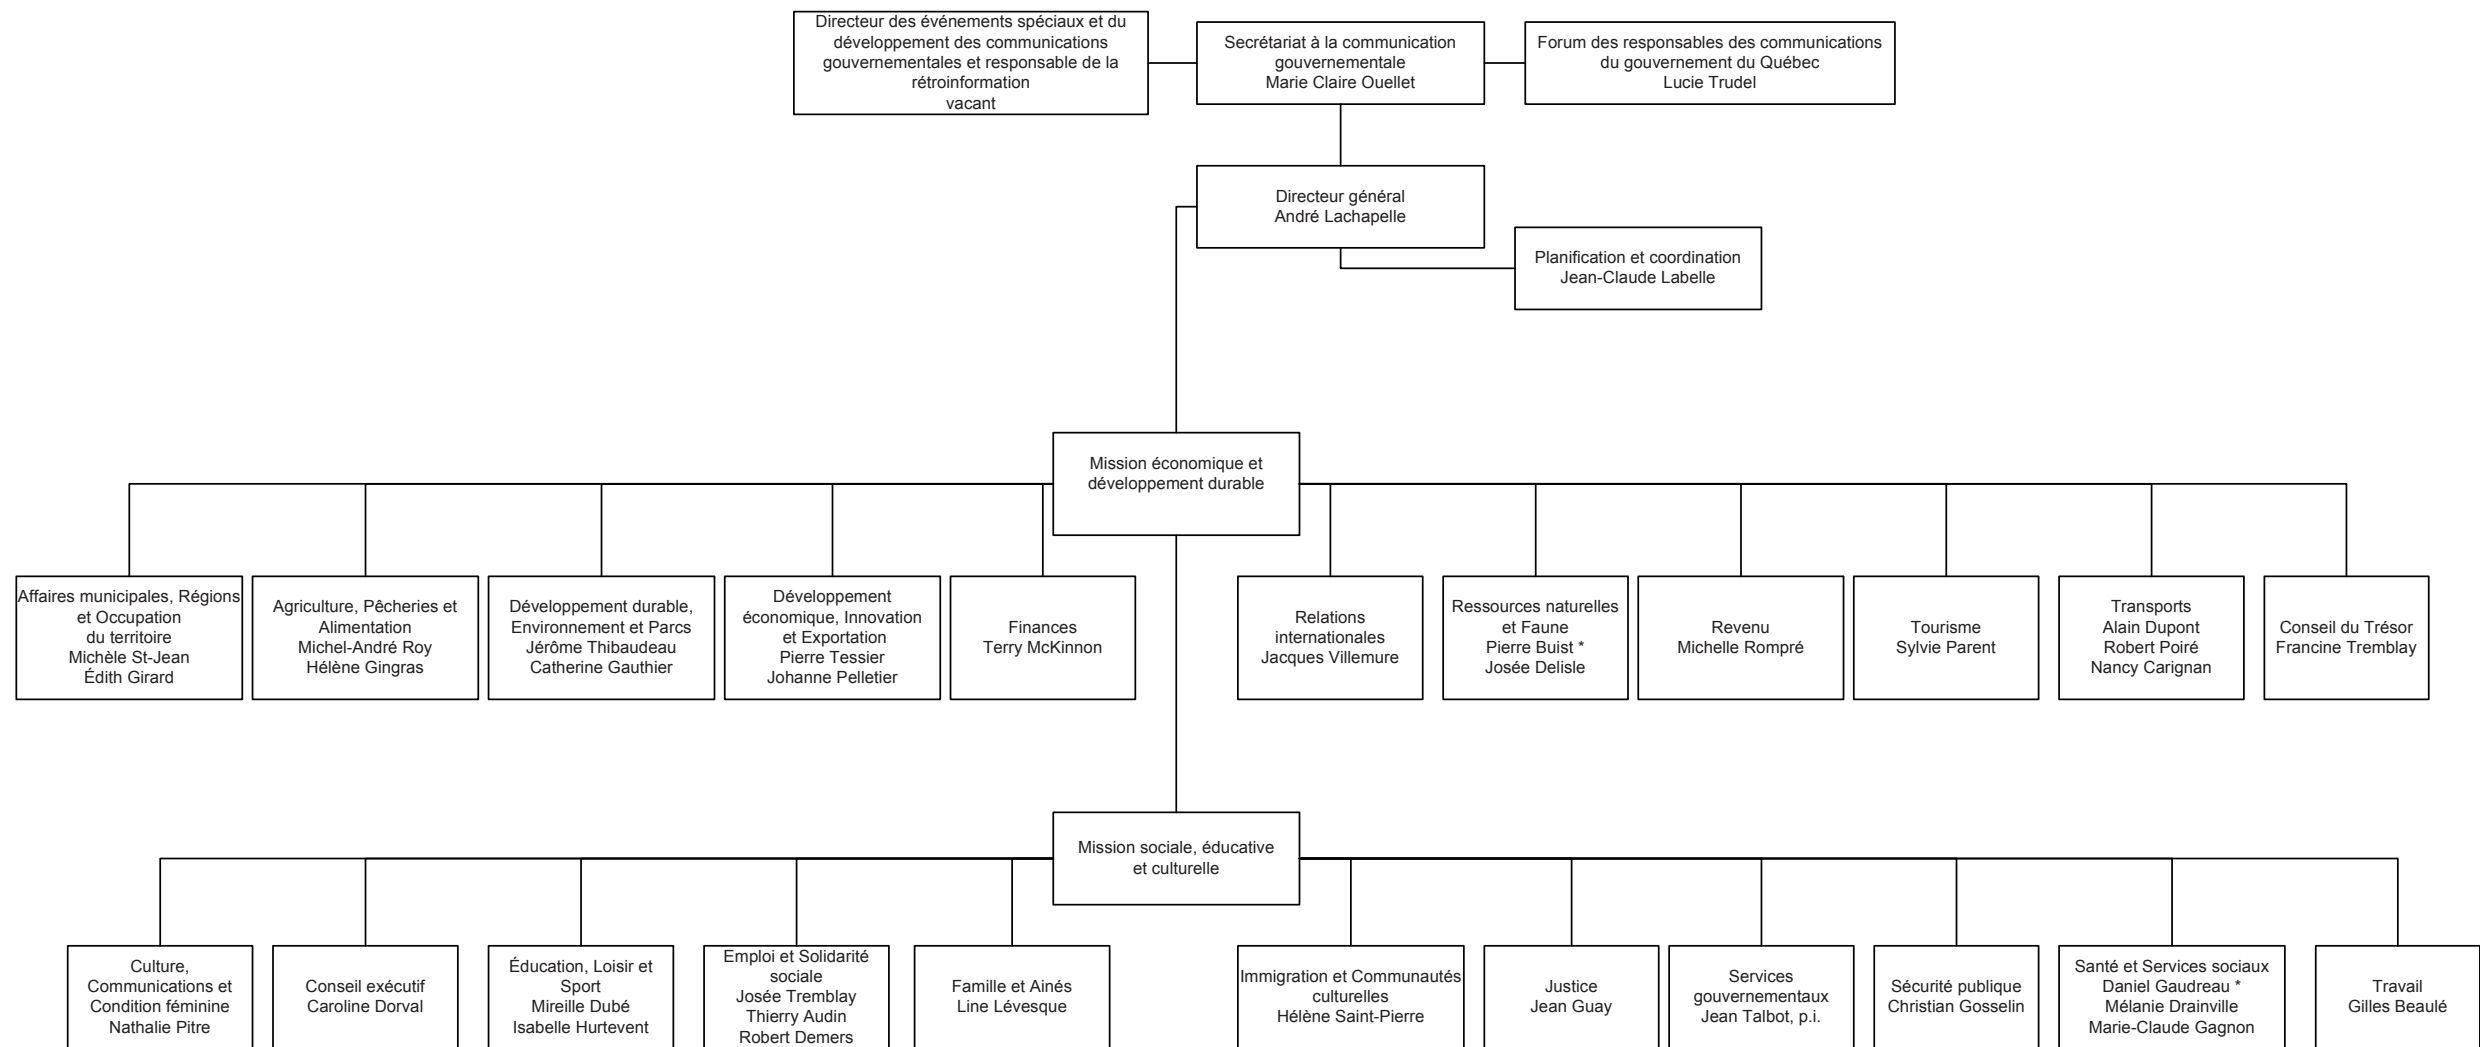 Directeur des événements spéciaux et du
développement des communications
gouvernementales et responsable de la
rétroinformation
vacant
Secrétariat à la communication
gouvernementale
Marie Claire Ouellet
Forum des responsables des communications
du gouvernement du Québec
Lucie Trudel
Directeur général
André Lachapelle
Planification et coordination
Jean-Claude Labelle
Mission économique et
développement durable
Affaires municipales, Régions
et Occupation
du territoire
Michèle St-Jean
Édith Girard
Agriculture, Pêcheries et
Alimentation
Michel-André Roy
Hélène Gingras
Développement durable,
Environnement et Parcs
Jérôme Thibaudeau
Catherine Gauthier
Développement
économique, Innovation
et Exportation
Pierre Tessier
Johanne Pelletier
Finances
Terry McKinnon
Relations
internationales
Jacques Villemure
Ressources naturelles
et Faune
Pierre Buist *
Josée Delisle
Revenu
Michelle Rompré
Tourisme
Sylvie Parent
Transports
Alain Dupont
Robert Poiré
Nancy Carignan
Conseil du Trésor
Francine Tremblay
Mission sociale, éducative
et culturelle
Culture,
Communications et
Condition féminine
Nathalie Pitre
Conseil exécutif
Caroline Dorval
Éducation, Loisir et
Sport
Mireille Dubé
Isabelle Hurtevent
Emploi et Solidarité
sociale
Josée Tremblay
Thierry Audin
Robert Demers
Famille et Ainés
Line Lévesque
Immigration et Communautés
culturelles
Hélène Saint-Pierre
Justice
Jean Guay
Services
gouvernementaux
Jean Talbot, p.i.
Sécurité publique
Christian Gosselin
Santé et Services sociaux
Daniel Gaudreau *
Mélanie Drainville
Marie-Claude Gagnon
Travail
Gilles Beaulé